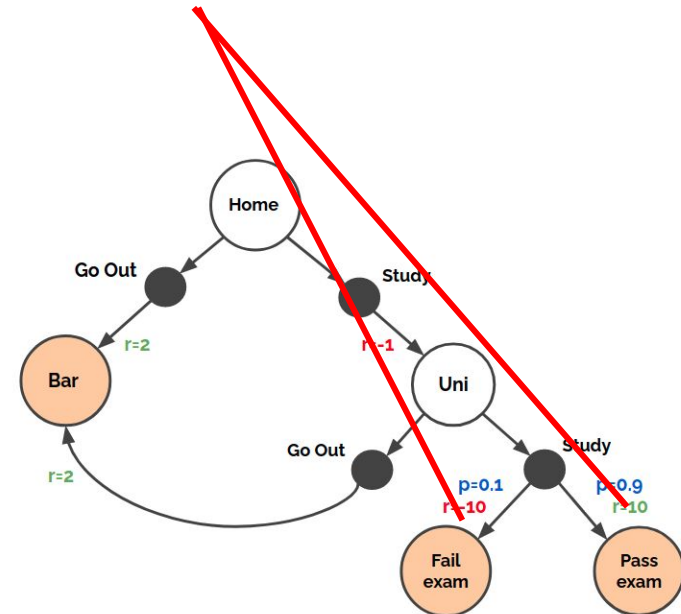 Home
Go Out
Study
r=2
r=-1
Bar
Uni
Go Out
Study
r=2
p=0.1
p=0.9
r=-10
r=10
Fail
exam
Pass
exam